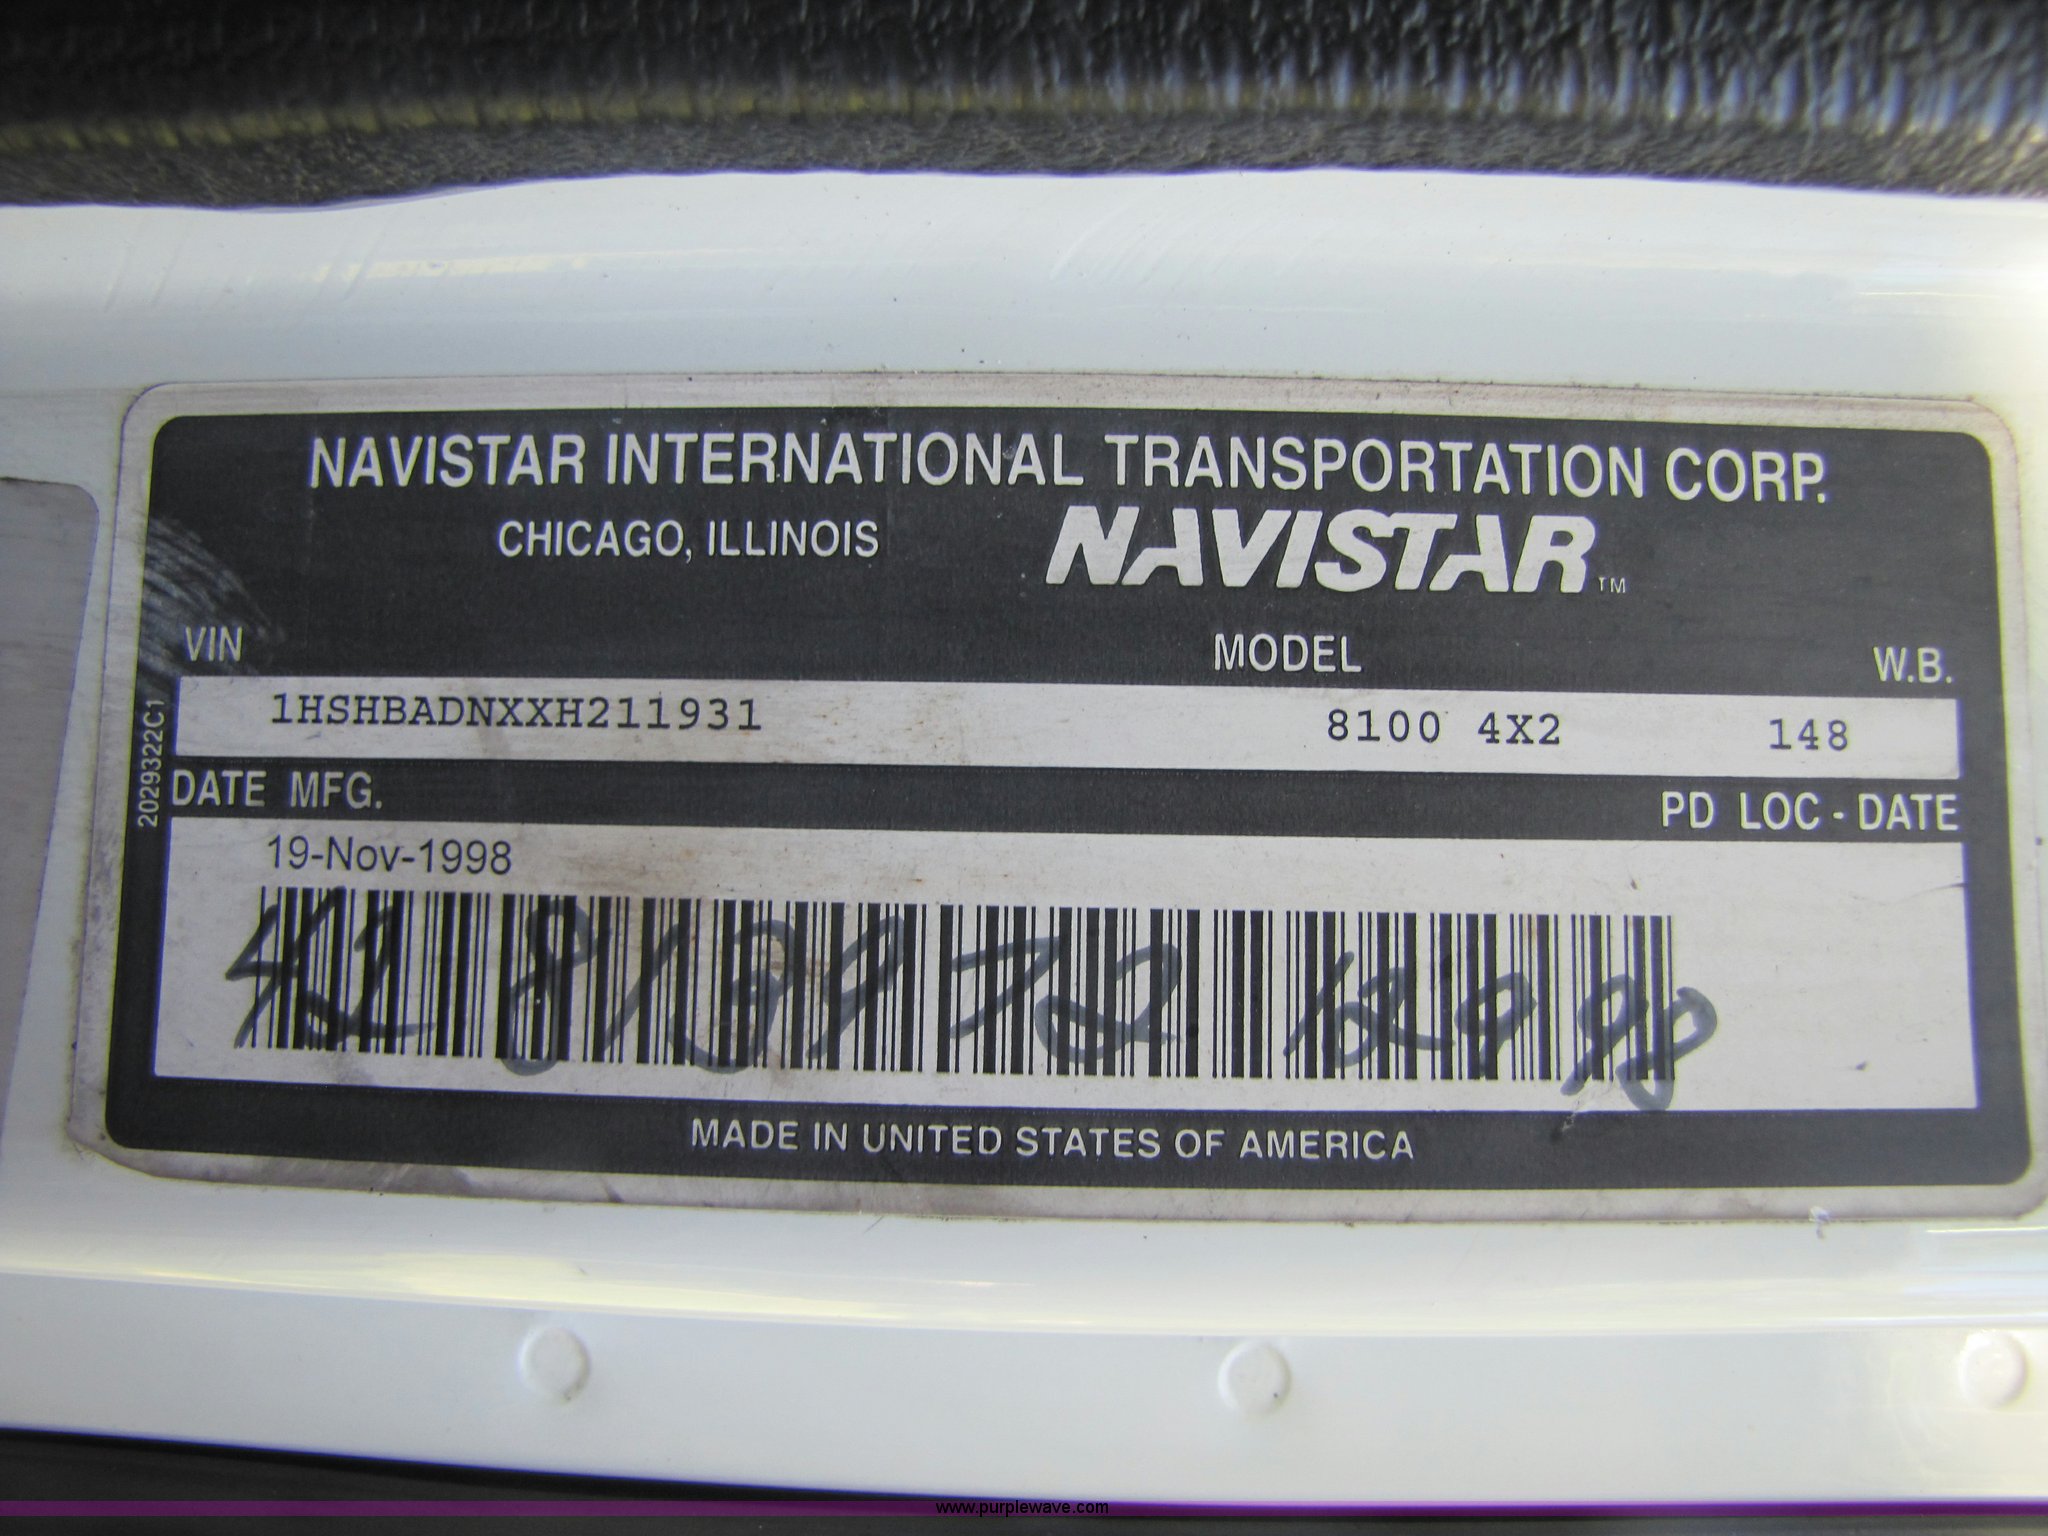 NAVISTAR INTERNATIONAL TRANSPORTATION CORP.
CHICAGO, ILLINOIS NAVISTAR TM
VIN MODEL W.B.
1HSHBADNXXH211931 8100 4X2 148
2029322C1
DATE MFG. PD LOC - DATE
19-Nov-1998
MADE IN UNITED STATES OF AMERICA
www.purplewave.com